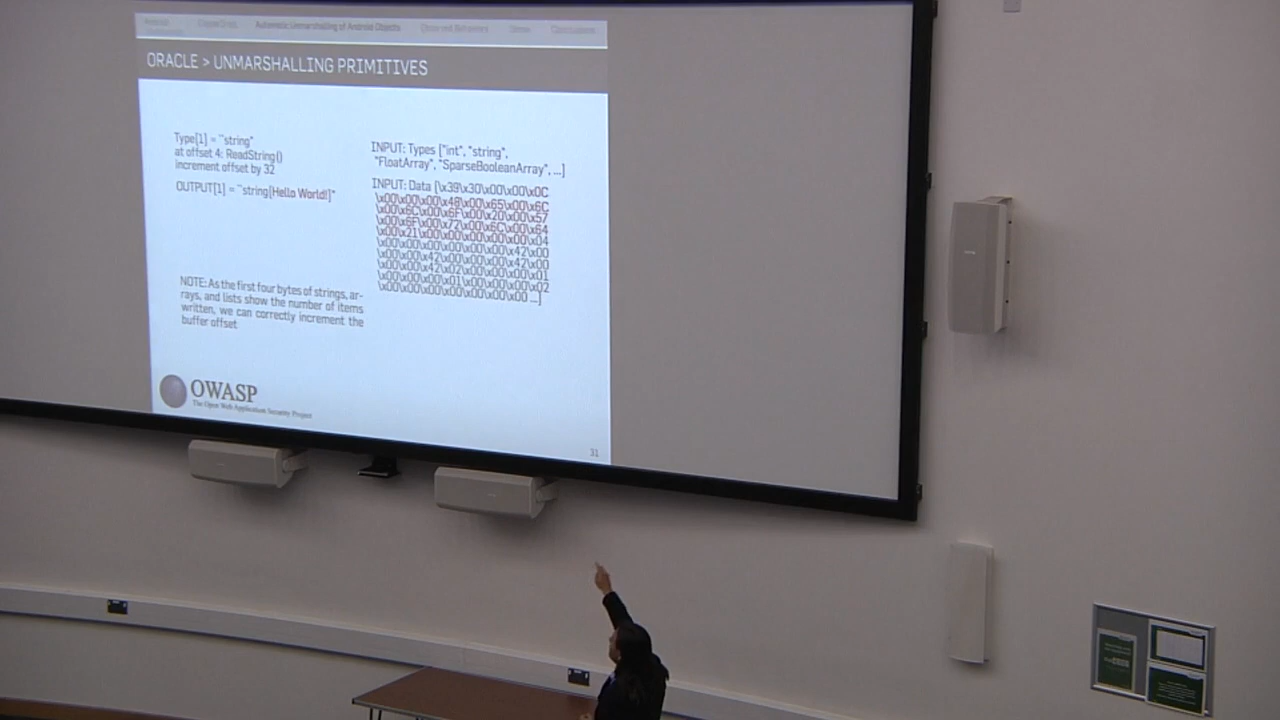 Automatic Unmarshalling of Android Objects
Conclusions
ORACLE > UNMARSHALLING PRIMITIVES
Type[1] = ``string"
at offset 4: ReadString()
increment offset by 32
OUTPUT[1] = ``string[Hello World!]"
NOTE: As the first four bytes of strings, ar-
rays, and lists show the number of items
written, we can correctly increment the
buffer offset
INPUT: Types ["int", "string",
"FloatArray", "SparseBooleanArray", ...]
INPUT: Data [\x39\x30\x00\x00\x0C
\x00\x00\x00\x48\x00\x65\x00\x6C
\x00\x6C\x00\x6F\x00\x20\x00\x57
\x00\x6F\x00\x72\x00\x6C\x00\x64
\x00\x21\x00\x00\x00\x00\x00\x04
\x00\x00\x00\x00\x00\x00\x42\x00
\x00\x00\x42\x00\x00\x00\x42\x00
\x00\x00\x42\x02\x00\x00\x00\x01
\x00\x00\x00\x01\x00\x00\x00\x02
\x00\x00\x00\x00\x00\x00\x00 ...]
OWASP
The Open Web Application Security Project
31